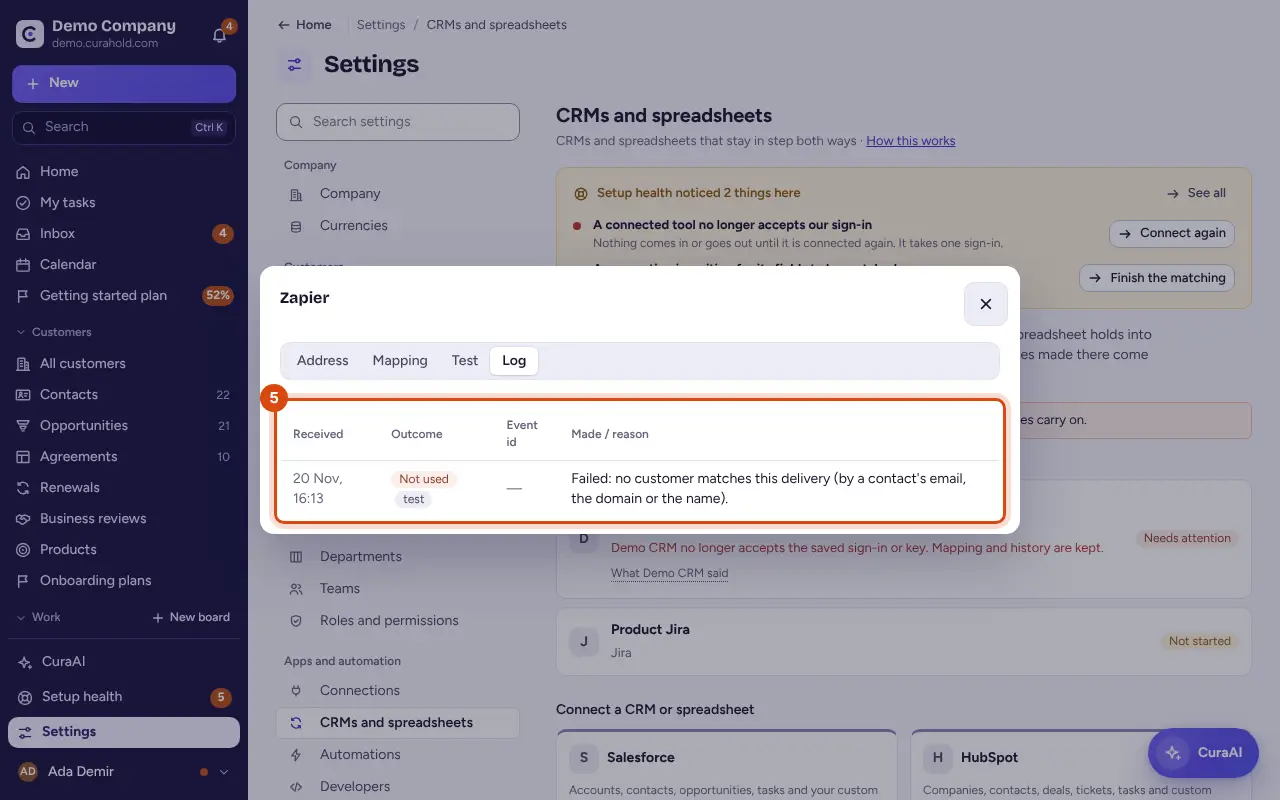 Demo Company
demo.curahold.com
4
New
Search
Ctrl K
Home
My tasks
Inbox
4
Calendar
Getting started plan
52%
Customers
All customers
Contacts
22
Opportunities
21
Agreements
10
Renewals
Business reviews
Products
Onboarding plans
Work
New board
CuraAI
Setup health
5
Settings
AD
Ada Demir
Home
Settings / CRMs and spreadsheets
Settings
Search settings
Company
Company
Currencies
CRMs and spreadsheets
CRMs and spreadsheets that stay in step both ways · How this works
Setup health noticed 2 things here
See all
A connected tool no longer accepts our sign-in
Nothing comes in or goes out until it is connected again. It takes one sign-in.
Connect again
Finish the matching
Zapier
Address
Mapping
Test
Log
5
Received
Outcome
Event
id
Made / reason
20 Nov,
16:13
Not used
test
—
Failed: no customer matches this delivery (by a contact's email,
the domain or the name).
holds into
made there come
carry on.
Departments
Teams
Roles and permissions
Apps and automation
Connections
CRMs and spreadsheets
Automations
Developers
D
Demo CRM no longer accepts the saved sign-in or key. Mapping and history are kept.
What Demo CRM said
Needs attention
J
Product Jira
Jira
Not started
Connect a CRM or spreadsheet
S
Salesforce
Accounts, contacts, opportunities, tasks and your custom
H
HubSpot
Companies, contacts, deals, tickets, tasks and custom
CuraAI